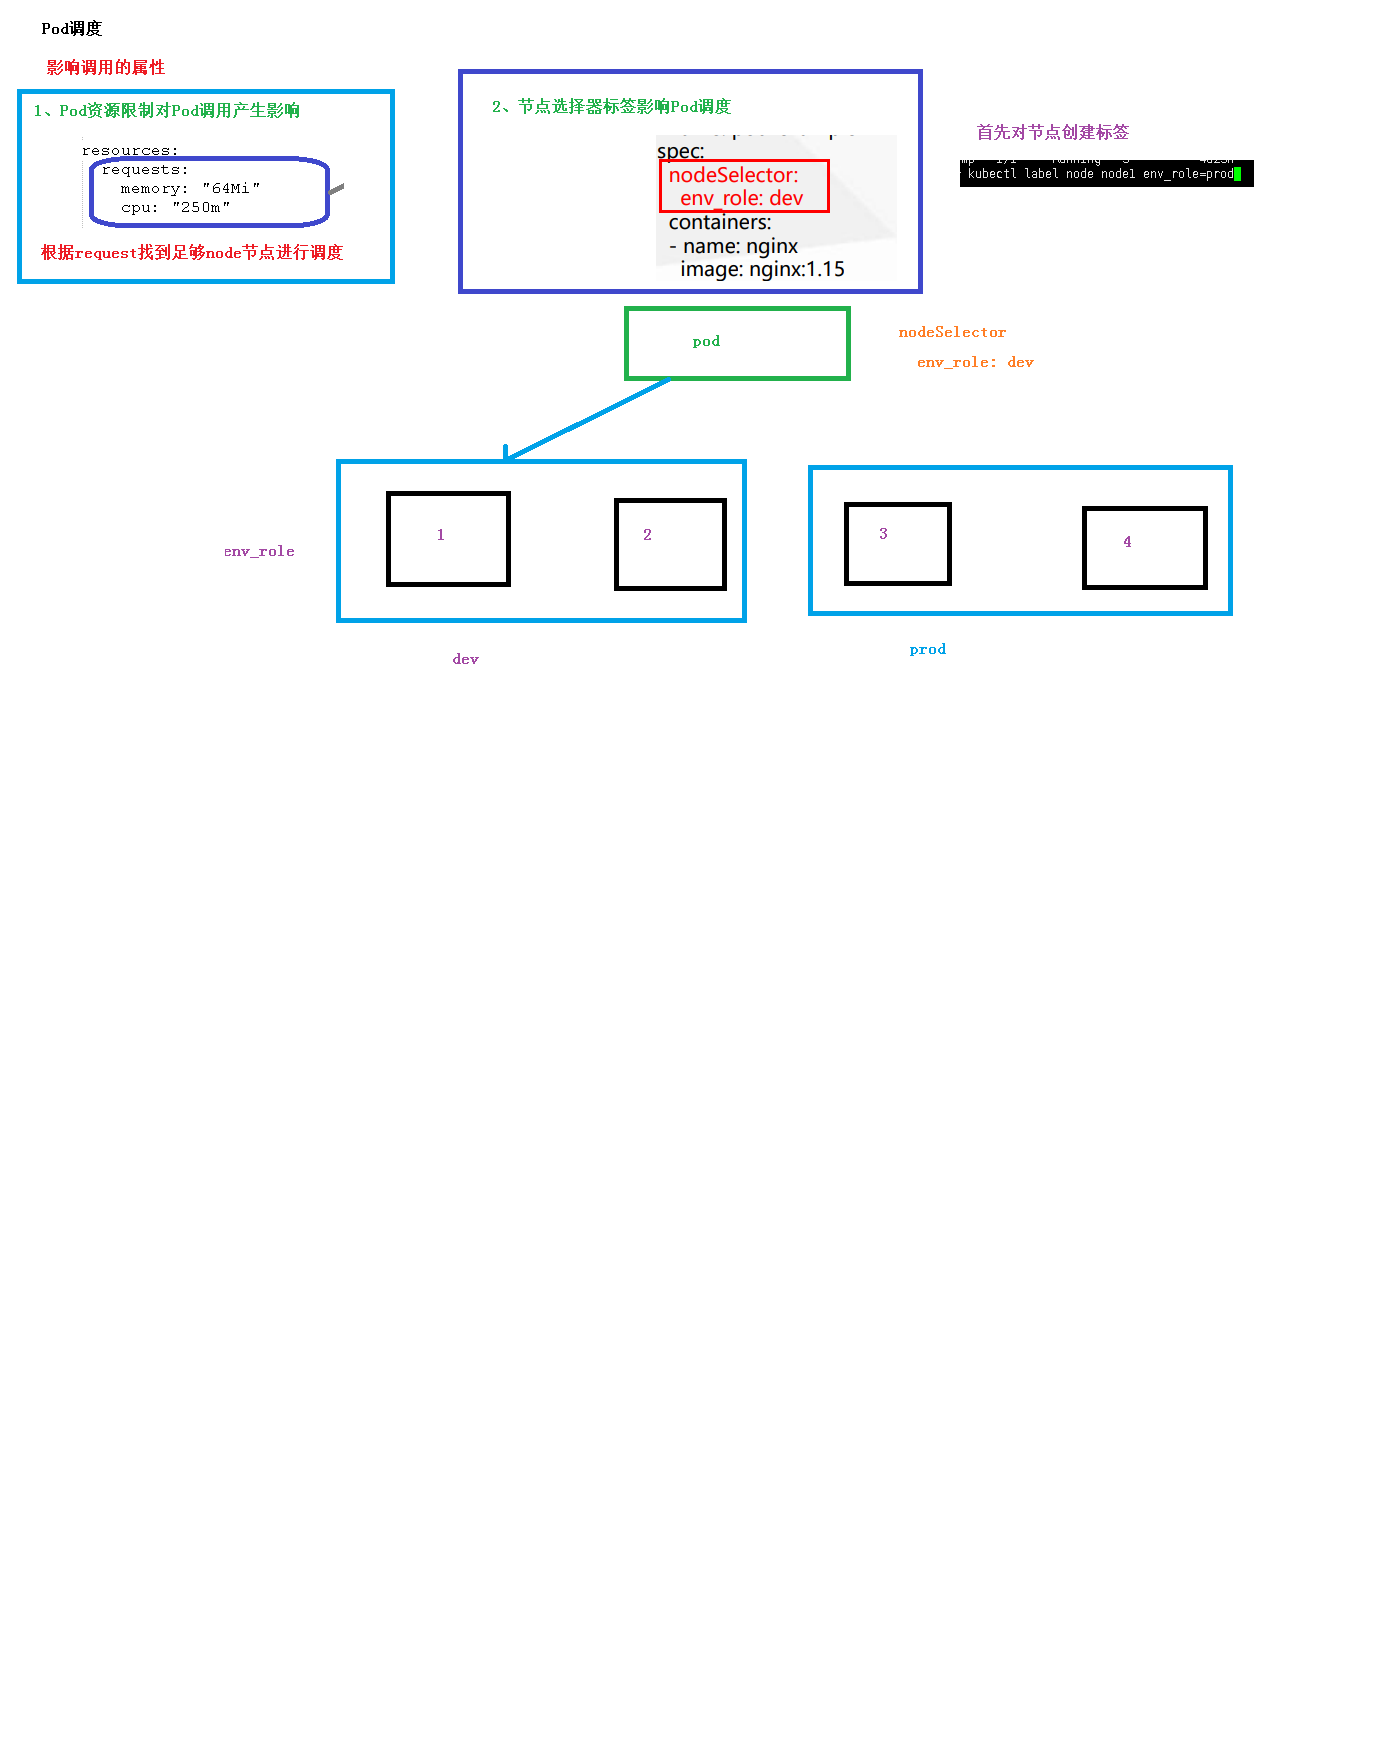 Pod调度
影响调用的属性
1、Pod资源限制对Pod调用产生影响
resources:
requests:
memory: "64Mi"
cpu: "250m"
根据request找到足够node节点进行调度
2、节点选择器标签影响Pod调度
spec:
nodeSelector:
env_role: dev
containers:
- name: nginx
image: nginx:1.15
首先对节点创建标签
kubectl label node node1 env_role=prod
pod
nodeSelector
env_role: dev
env_role
1
2
3
4
dev
prod